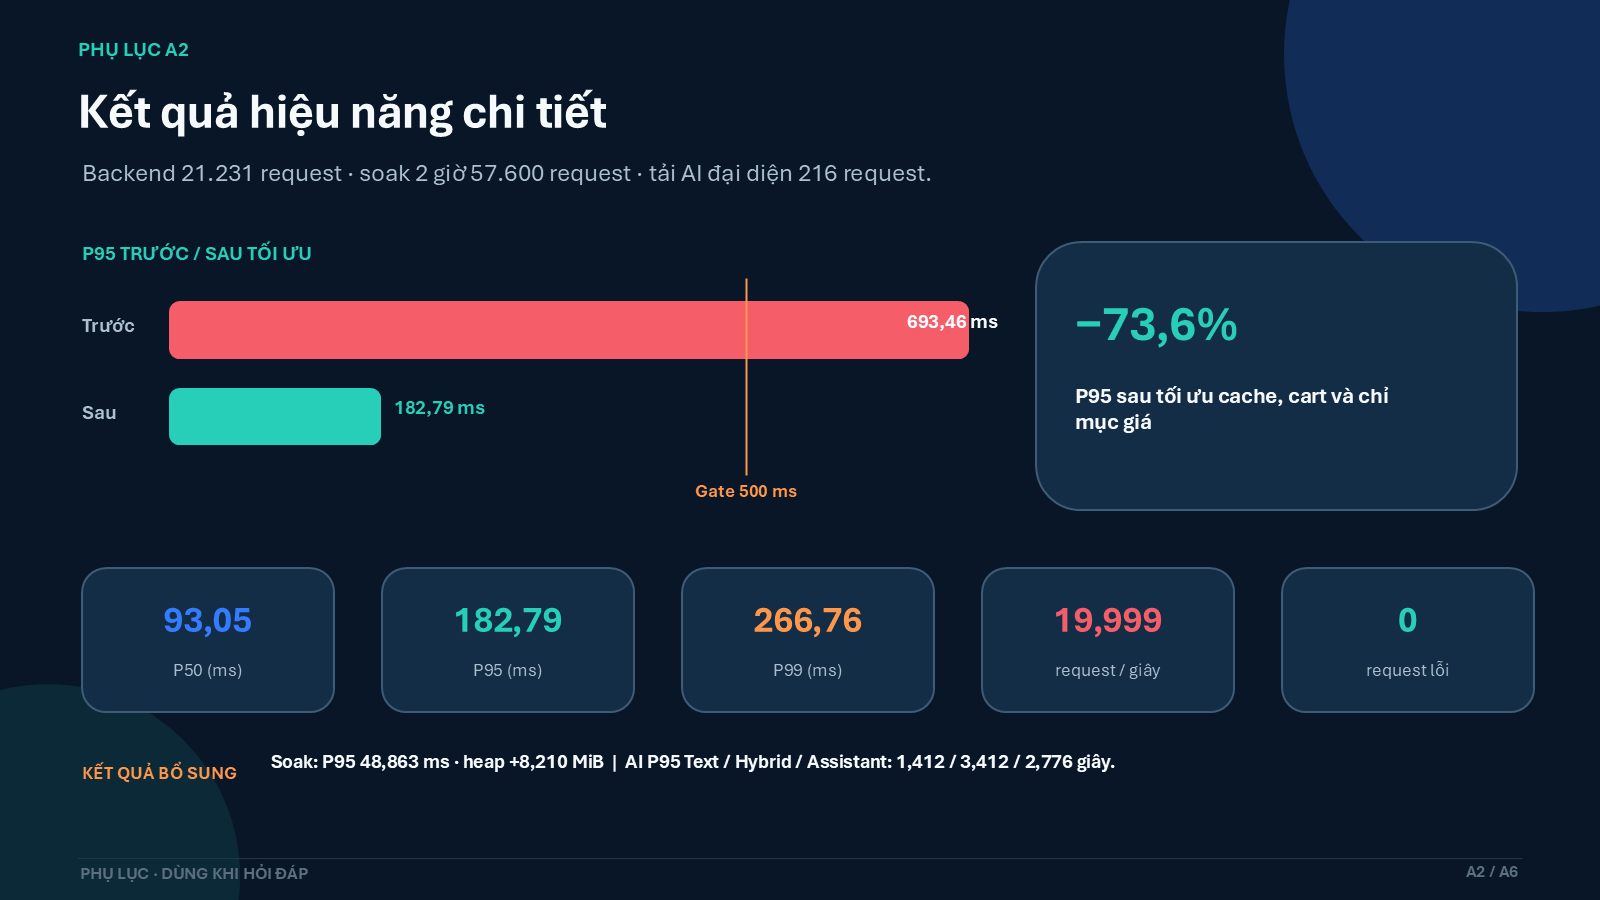 PHỤ LỤC A2
Kết quả hiệu năng chi tiết
Backend 21.231 request · soak 2 giờ 57.600 request · tải AI đại diện 216 request.
P95 TRƯỚC / SAU TỐI ƯU
Trước
693,46 ms
Sau
182,79 ms
Gate 500 ms
−73,6%
P95 sau tối ưu cache, cart và chỉ
mục giá
93,05
P50 (ms)
182,79
P95 (ms)
266,76
P99 (ms)
19,999
request / giây
0
request lỗi
KẾT QUẢ BỔ SUNG
Soak: P95 48,863 ms · heap +8,210 MiB | AI P95 Text / Hybrid / Assistant: 1,412 / 3,412 / 2,776 giây.
PHỤ LỤC · DÙNG KHI HỎI ĐÁP
A2 / A6